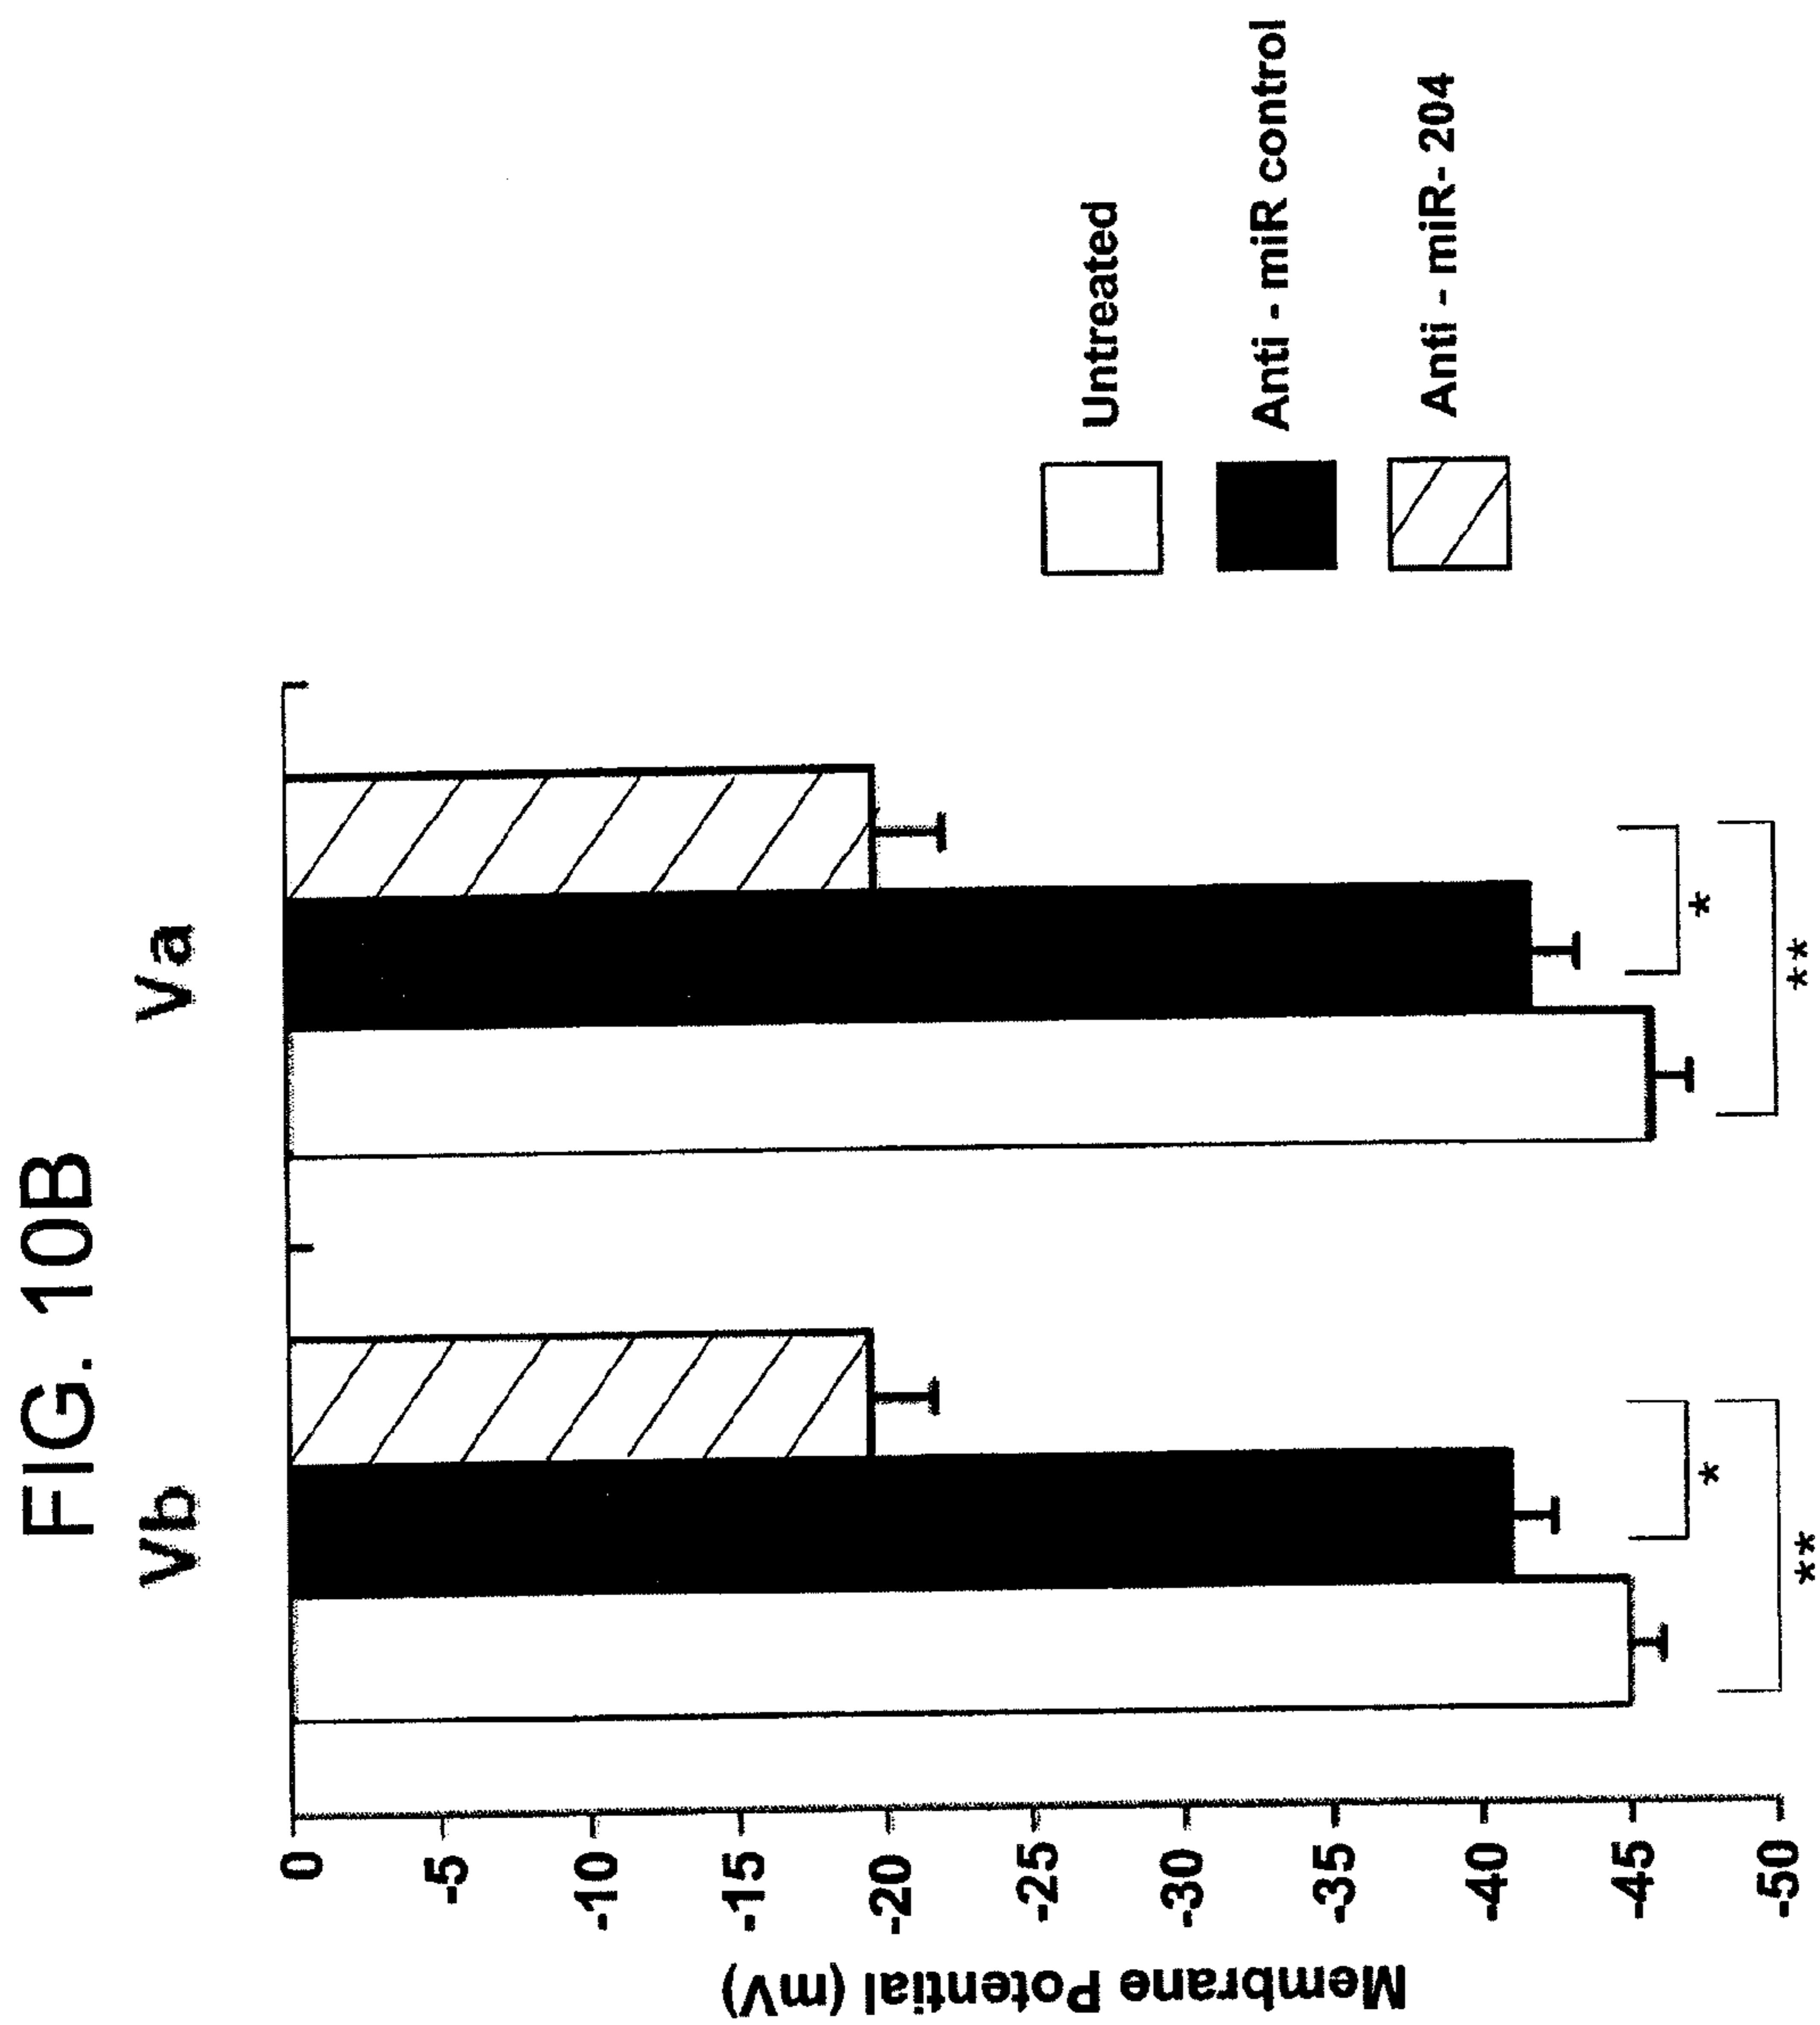 FIG. 10B
Vb
Va
Membrane Potential (mV)
0
-5
-10
-15
-20
-25
-30
-35
-40
-45
-50
*
**
*
**
Untreated
Anti - miR control
Anti - miR- 204